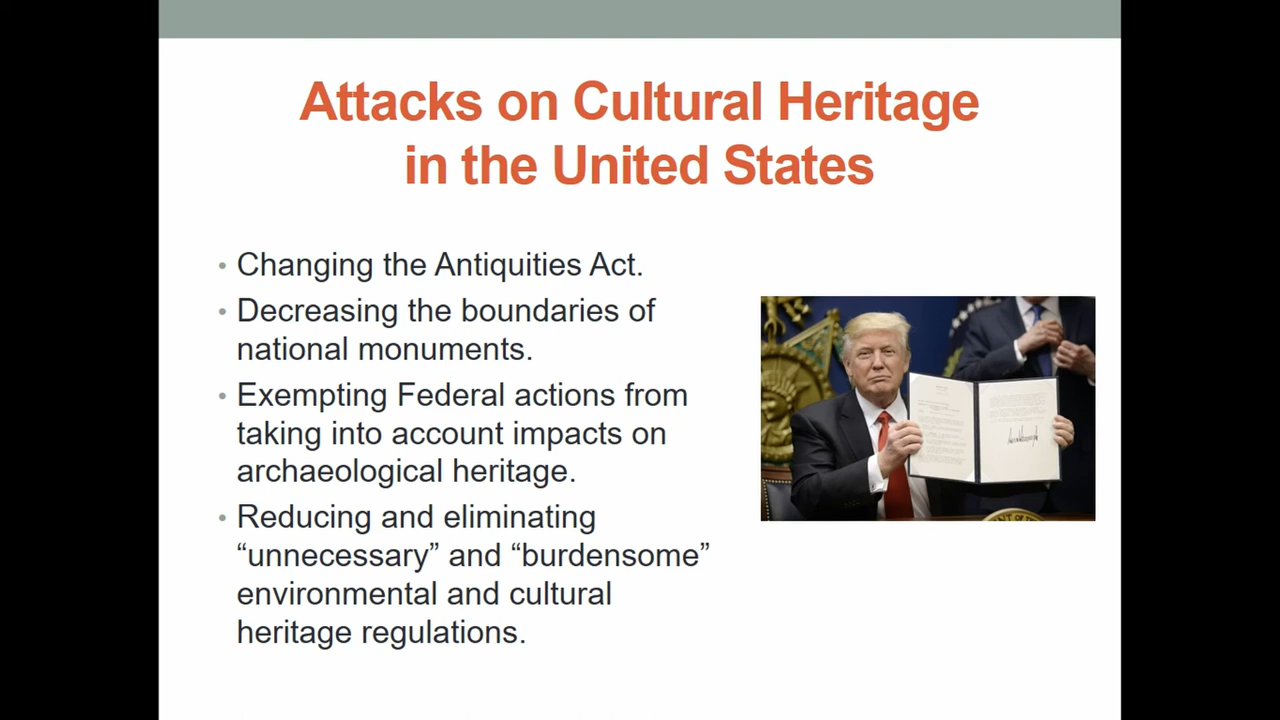 Attacks on Cultural Heritage
in the United States
• Changing the Antiquities Act.
• Decreasing the boundaries of
national monuments.
• Exempting Federal actions from
taking into account impacts on
archaeological heritage.
• Reducing and eliminating
“unnecessary” and “burdensome”
environmental and cultural
heritage regulations.